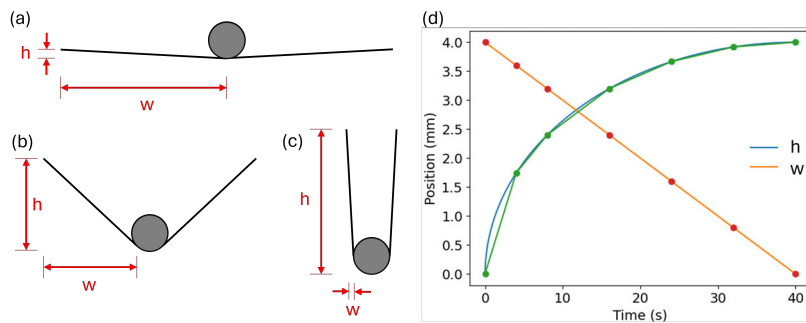 (a)
h
w
(b)
h
w
(c)
h
w
(d)
Position (mm)
4.0
3.5
3.0
2.5
2.0
1.5
1.0
0.5
0.0
h
w
0 10 20 30 40
Time (s)